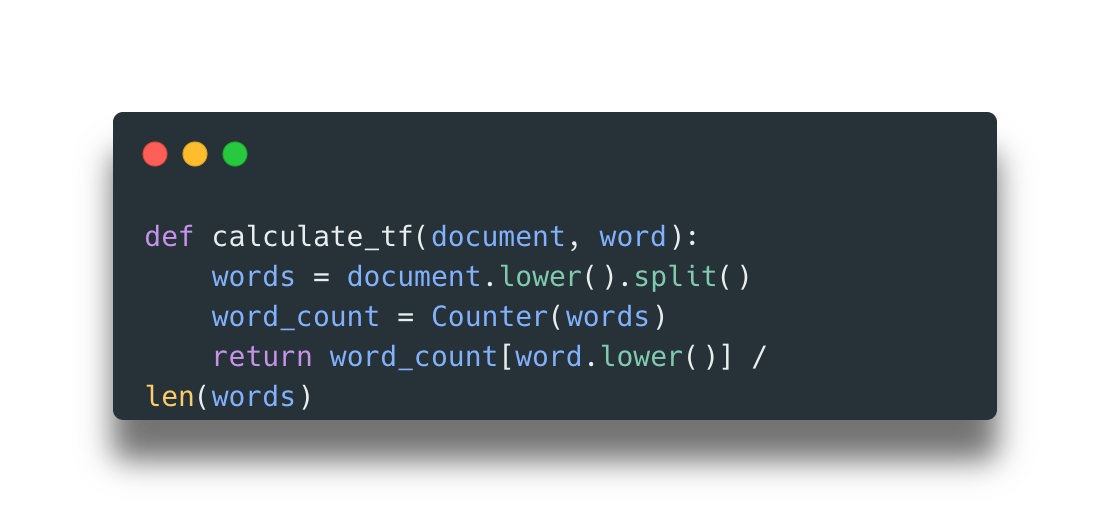 def calculate_tf(document, word):
    words = document.lower().split()
    word_count = Counter(words)
    return word_count[word.lower()] /
len(words)